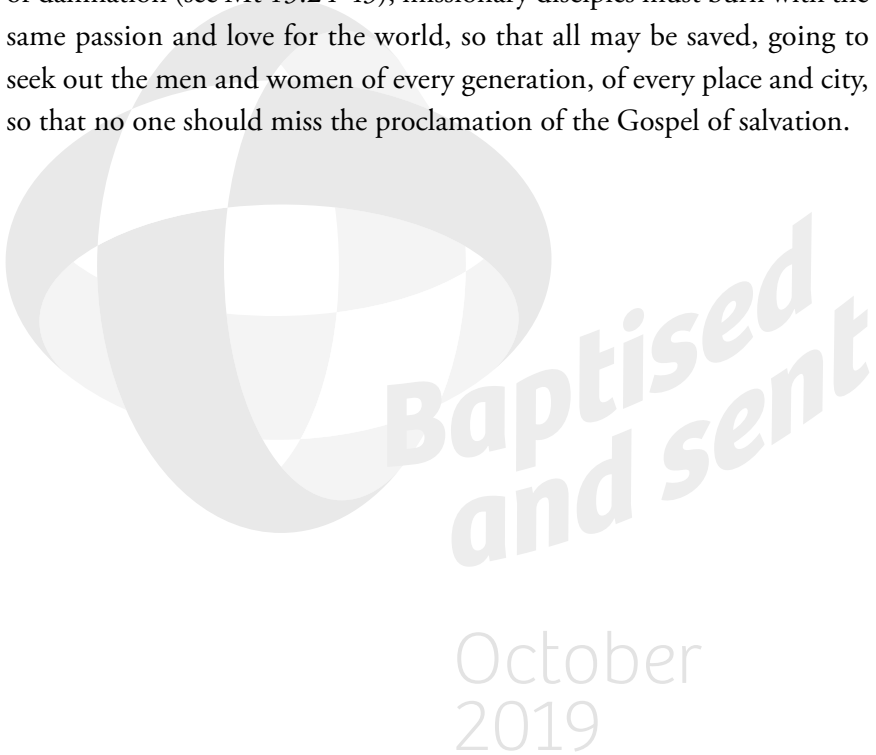 of damnation (see Mt 13:24-43), missionary disciples must burn with the
same passion and love for the world, so that all may be saved, going to
seek out the men and women of every generation, of every place and city,
so that no one should miss the proclamation of the Gospel of salvation.
Baptised
and sent
October
2019